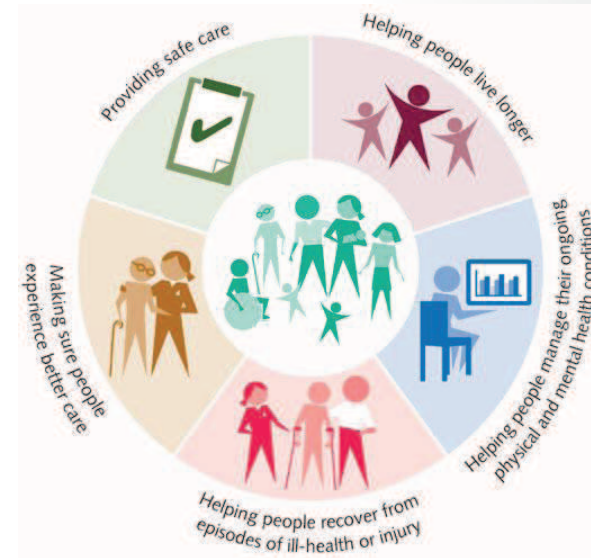 Providing safe care
Helping people live longer
Helping people manage their ongoing
physical and mental health conditions
Helping people recover from
episodes of ill-health or injury
Making sure people
experience better care